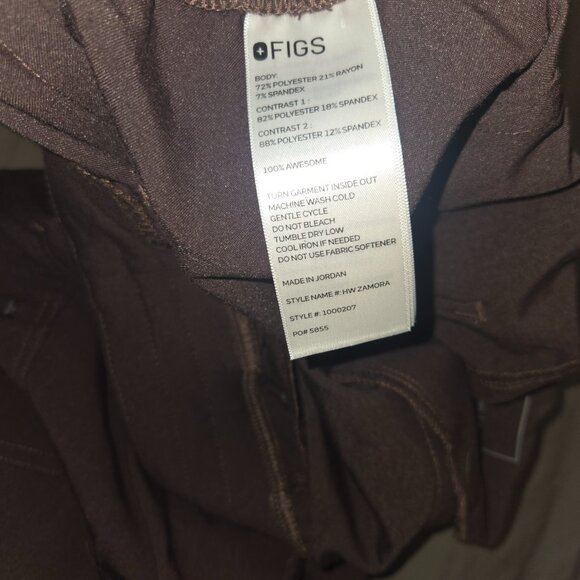 FIGS
BODY:
72% POLYESTER 21% RAYON
7% SPANDEX
CONTRAST 1 :
82% POLYESTER 18% SPANDEX
CONTRAST 2 :
88% POLYESTER 12% SPANDEX
100% AWESOME
TURN GARMENT INSIDE OUT
MACHINE WASH COLD
GENTLE CYCLE
DO NOT BLEACH
TUMBLE DRY LOW
COOL IRON IF NEEDED
DO NOT USE FABRIC SOFTENER
MADE IN JORDAN
STYLE NAME #: HW ZAMORA
STYLE #: 1000207
PO# 5855